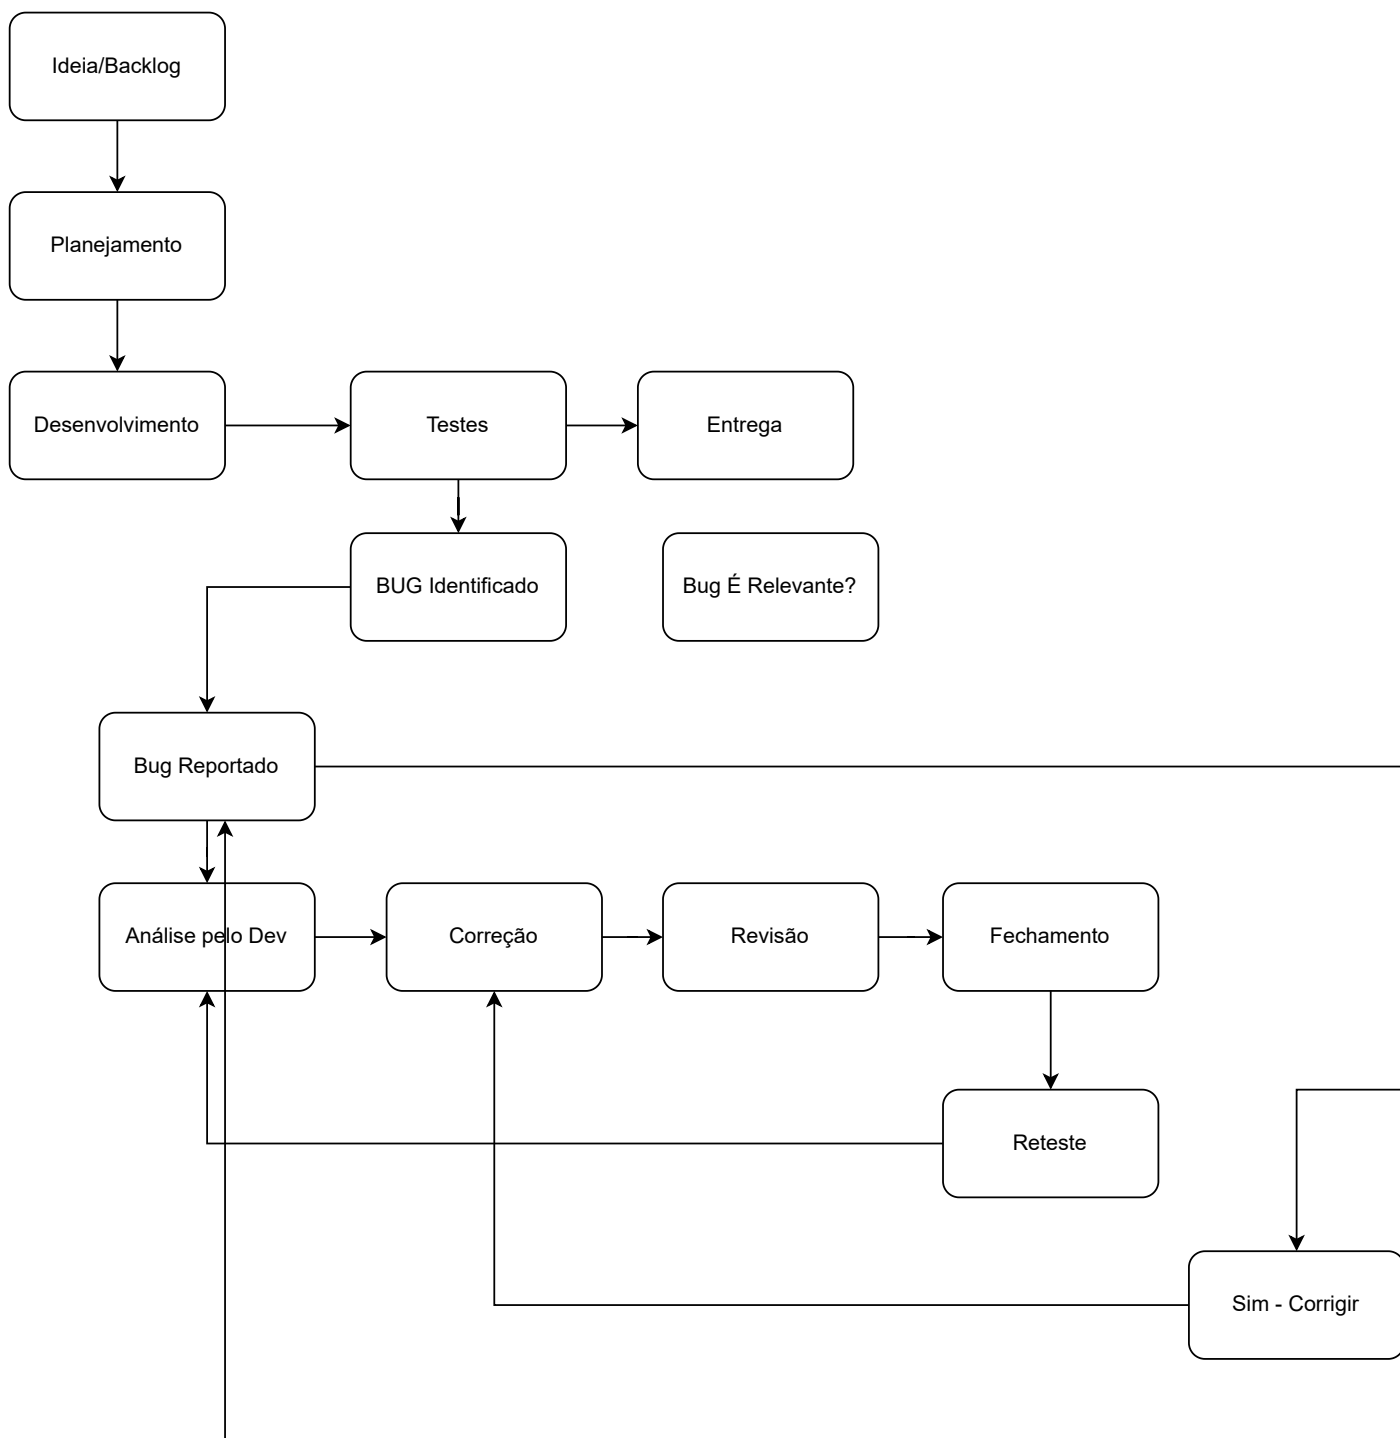 Ideia/Backlog
Planejamento
Desenvolvimento
Testes
Entrega
BUG Identificado
Bug É Relevante?
Bug Reportado
Análise pelo Dev
Correção
Revisão
Fechamento
Reteste
Sim - Corrigir